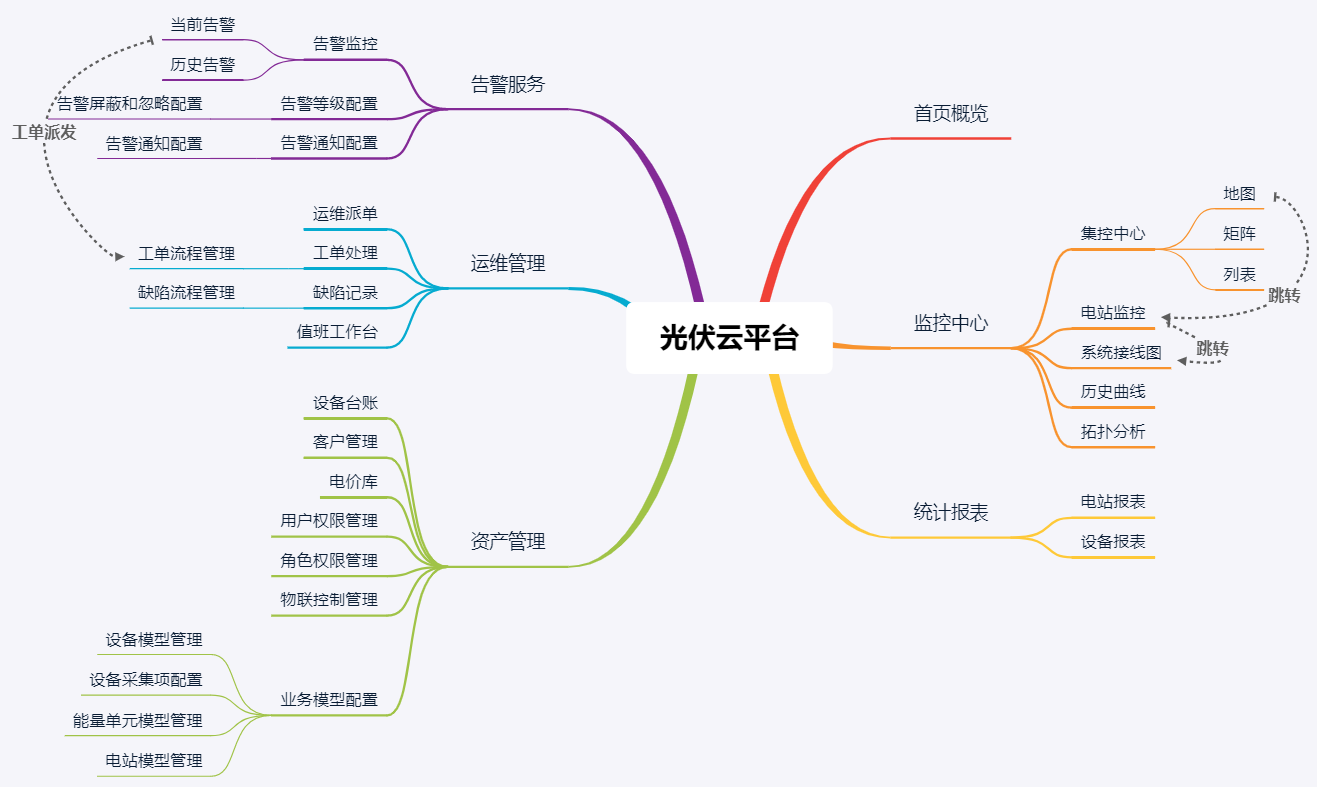 光伏云平台
首页概览
监控中心
集控中心
地图
矩阵
列表
跳转
电站监控
系统接线图
跳转
历史曲线
拓扑分析
统计报表
电站报表
设备报表
告警服务
告警监控
当前告警
历史告警
告警等级配置
告警屏蔽和忽略配置
告警通知配置
告警通知配置
工单派发
运维管理
运维派单
工单处理
工单流程管理
缺陷记录
缺陷流程管理
值班工作台
资产管理
设备台账
客户管理
电价库
用户权限管理
角色权限管理
物联控制管理
业务模型配置
设备模型管理
设备采集项配置
能量单元模型管理
电站模型管理